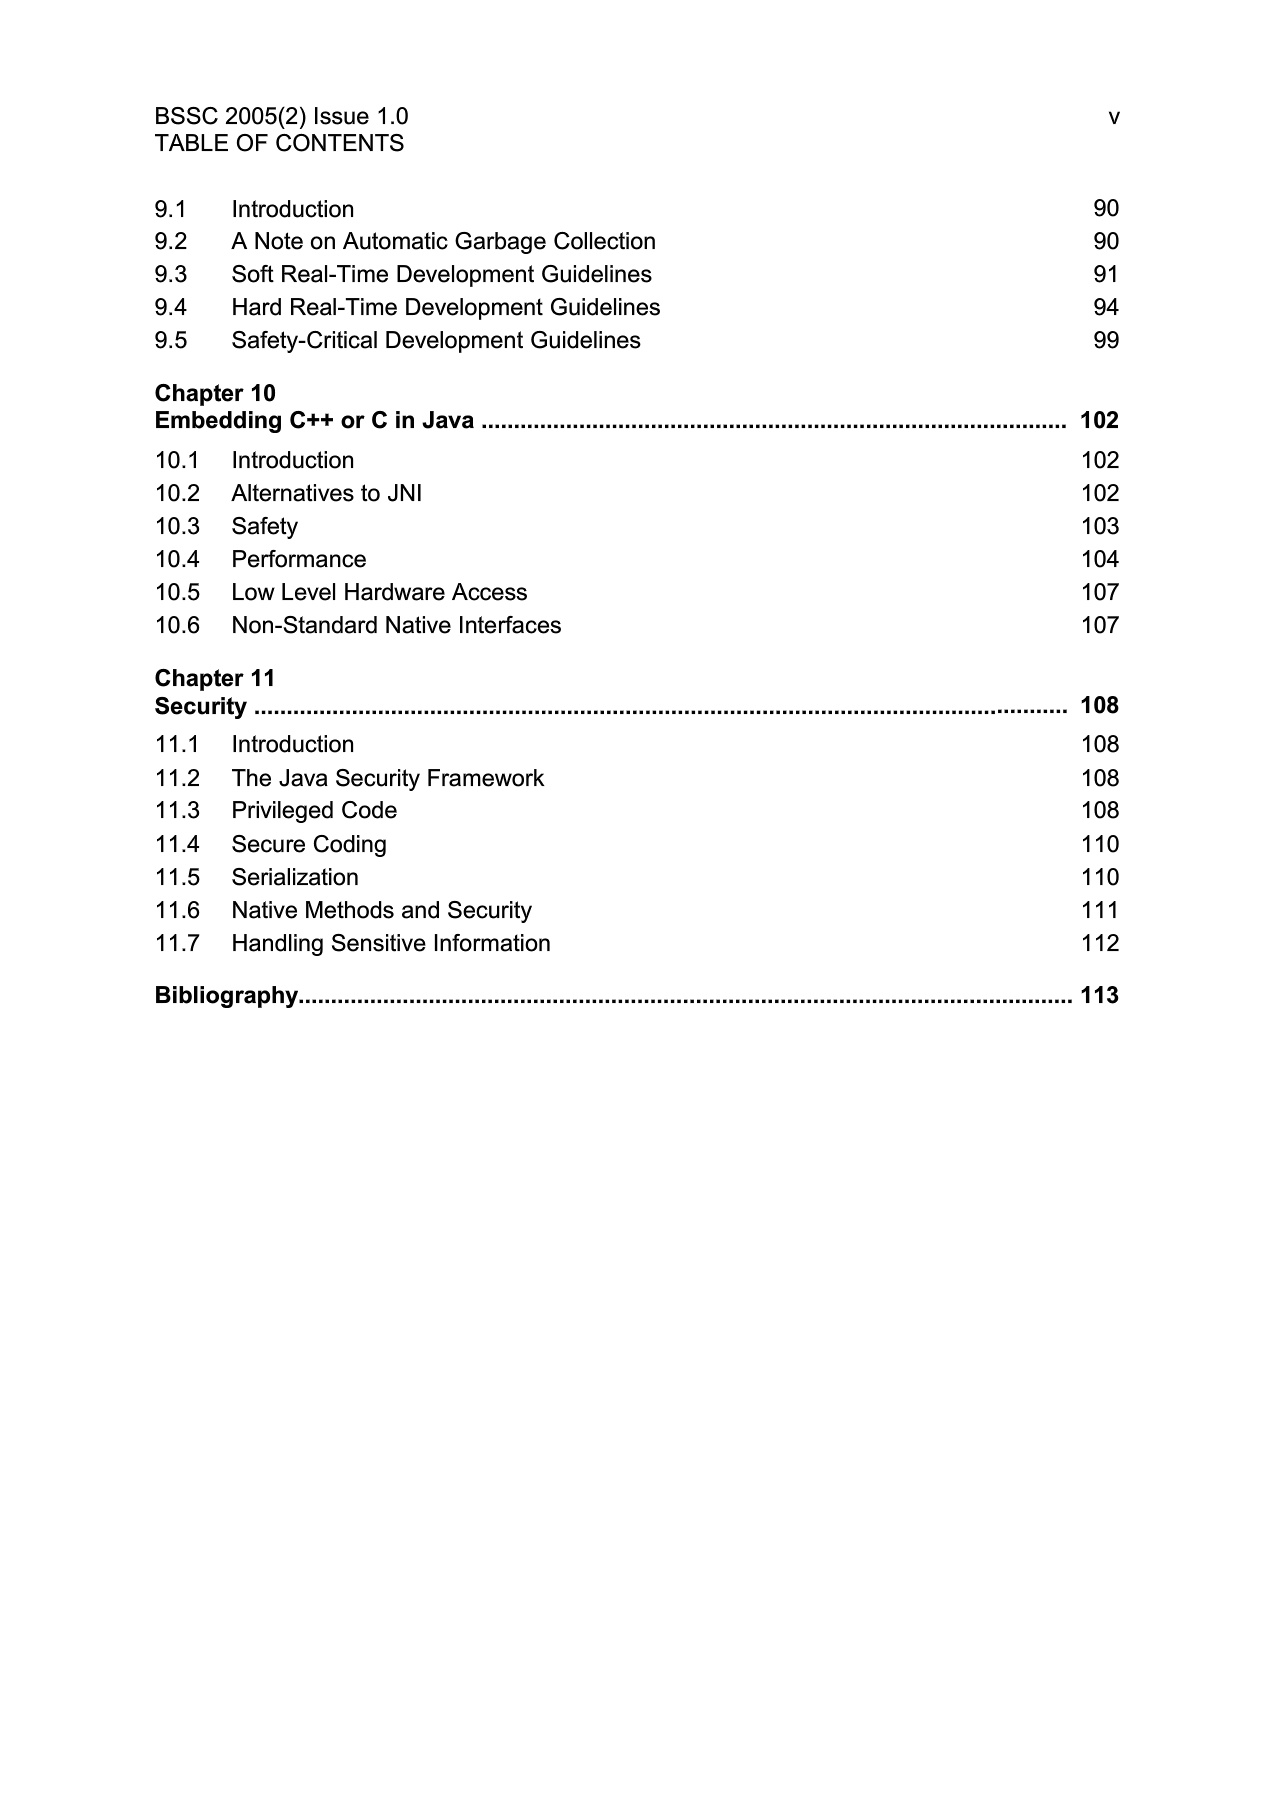 BSSC 2005(2) Issue 1.0 v
TABLE OF CONTENTS
9.1 Introduction 90
9.2 A Note on Automatic Garbage Collection 90
9.3 Soft Real-Time Development Guidelines 91
9.4 Hard Real-Time Development Guidelines 94
9.5 Safety-Critical Development Guidelines 99
Chapter 10
Embedding C++ or C in Java .......................................................................................... 102
10.1 Introduction 102
10.2 Alternatives to JNI 102
10.3 Safety 103
10.4 Performance 104
10.5 Low Level Hardware Access 107
10.6 Non-Standard Native Interfaces 107
Chapter 11
Security ............................................................................................................................. 108
11.1 Introduction 108
11.2 The Java Security Framework 108
11.3 Privileged Code 108
11.4 Secure Coding 110
11.5 Serialization 110
11.6 Native Methods and Security 111
11.7 Handling Sensitive Information 112
Bibliography....................................................................................................................... 113